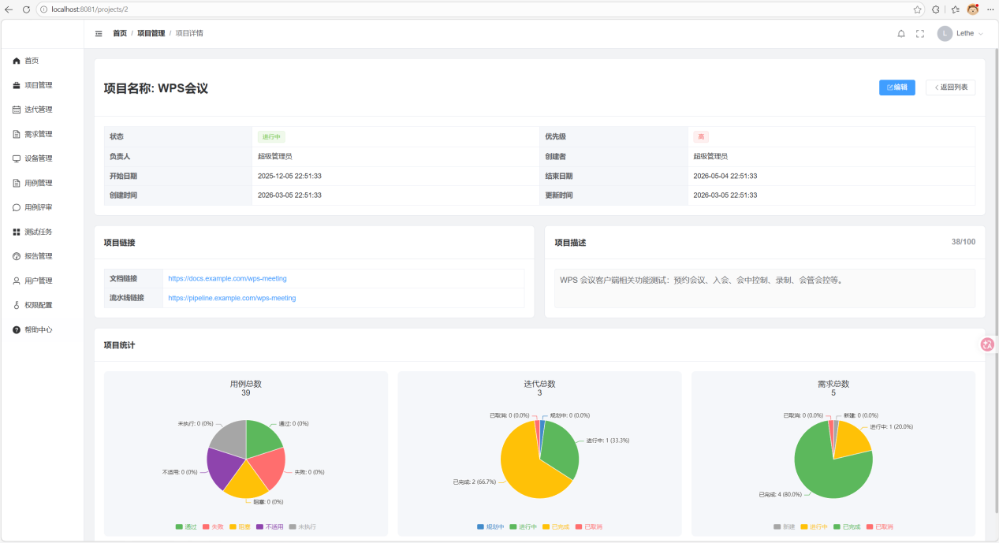 localhost:8081/projects/2
首页 / 项目管理 / 项目详情
L Lethe
首页
项目管理
迭代管理
需求管理
设备管理
用例管理
用例评审
测试任务
报告管理
用户管理
权限配置
帮助中心
项目名称: WPS会议
编辑 返回列表
状态 进行中 优先级 高
负责人 超级管理员 创建者 超级管理员
开始日期 2025-12-05 22:51:33 结束日期 2026-05-04 22:51:33
创建时间 2026-03-05 22:51:33 更新时间 2026-03-05 22:51:33
项目链接
文档链接 https://docs.example.com/wps-meeting
流水线链接 https://pipeline.example.com/wps-meeting
项目描述 38/100
WPS 会议客户端相关功能测试：预约会议、入会、会中控制、录制、会管会控等。
项目统计
用例总数
39
未执行: 0 (0%) 通过: 0 (0%)
不适用: 0 (0%) 失败: 0 (0%)
阻塞: 0 (0%)
通过 失败 阻塞 不适用 未执行
迭代总数
3
已取消: 0 (0.0%) 规划中: 0 (0.0%)
进行中: 1 (33.3%)
已完成: 2 (66.7%)
规划中 进行中 已完成 已取消
需求总数
5
已取消: 0 (0.0%) 新建: 0 (0.0%)
进行中: 1 (20.0%)
已完成: 4 (80.0%)
新建 进行中 已完成 已取消